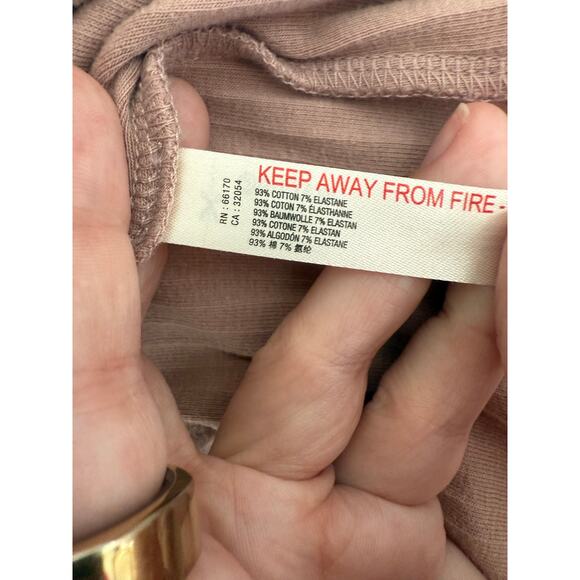 RN : 66170
CA : 32054
KEEP AWAY FROM FIRE -
93% COTTON 7% ELASTANE
93% COTON 7% ÉLASTHANNE
93% BAUMWOLLE 7% ELASTAN
93% COTONE 7% ELASTAN
93% ALGODÓN 7% ELASTANE
93% 棉 7% 氨纶